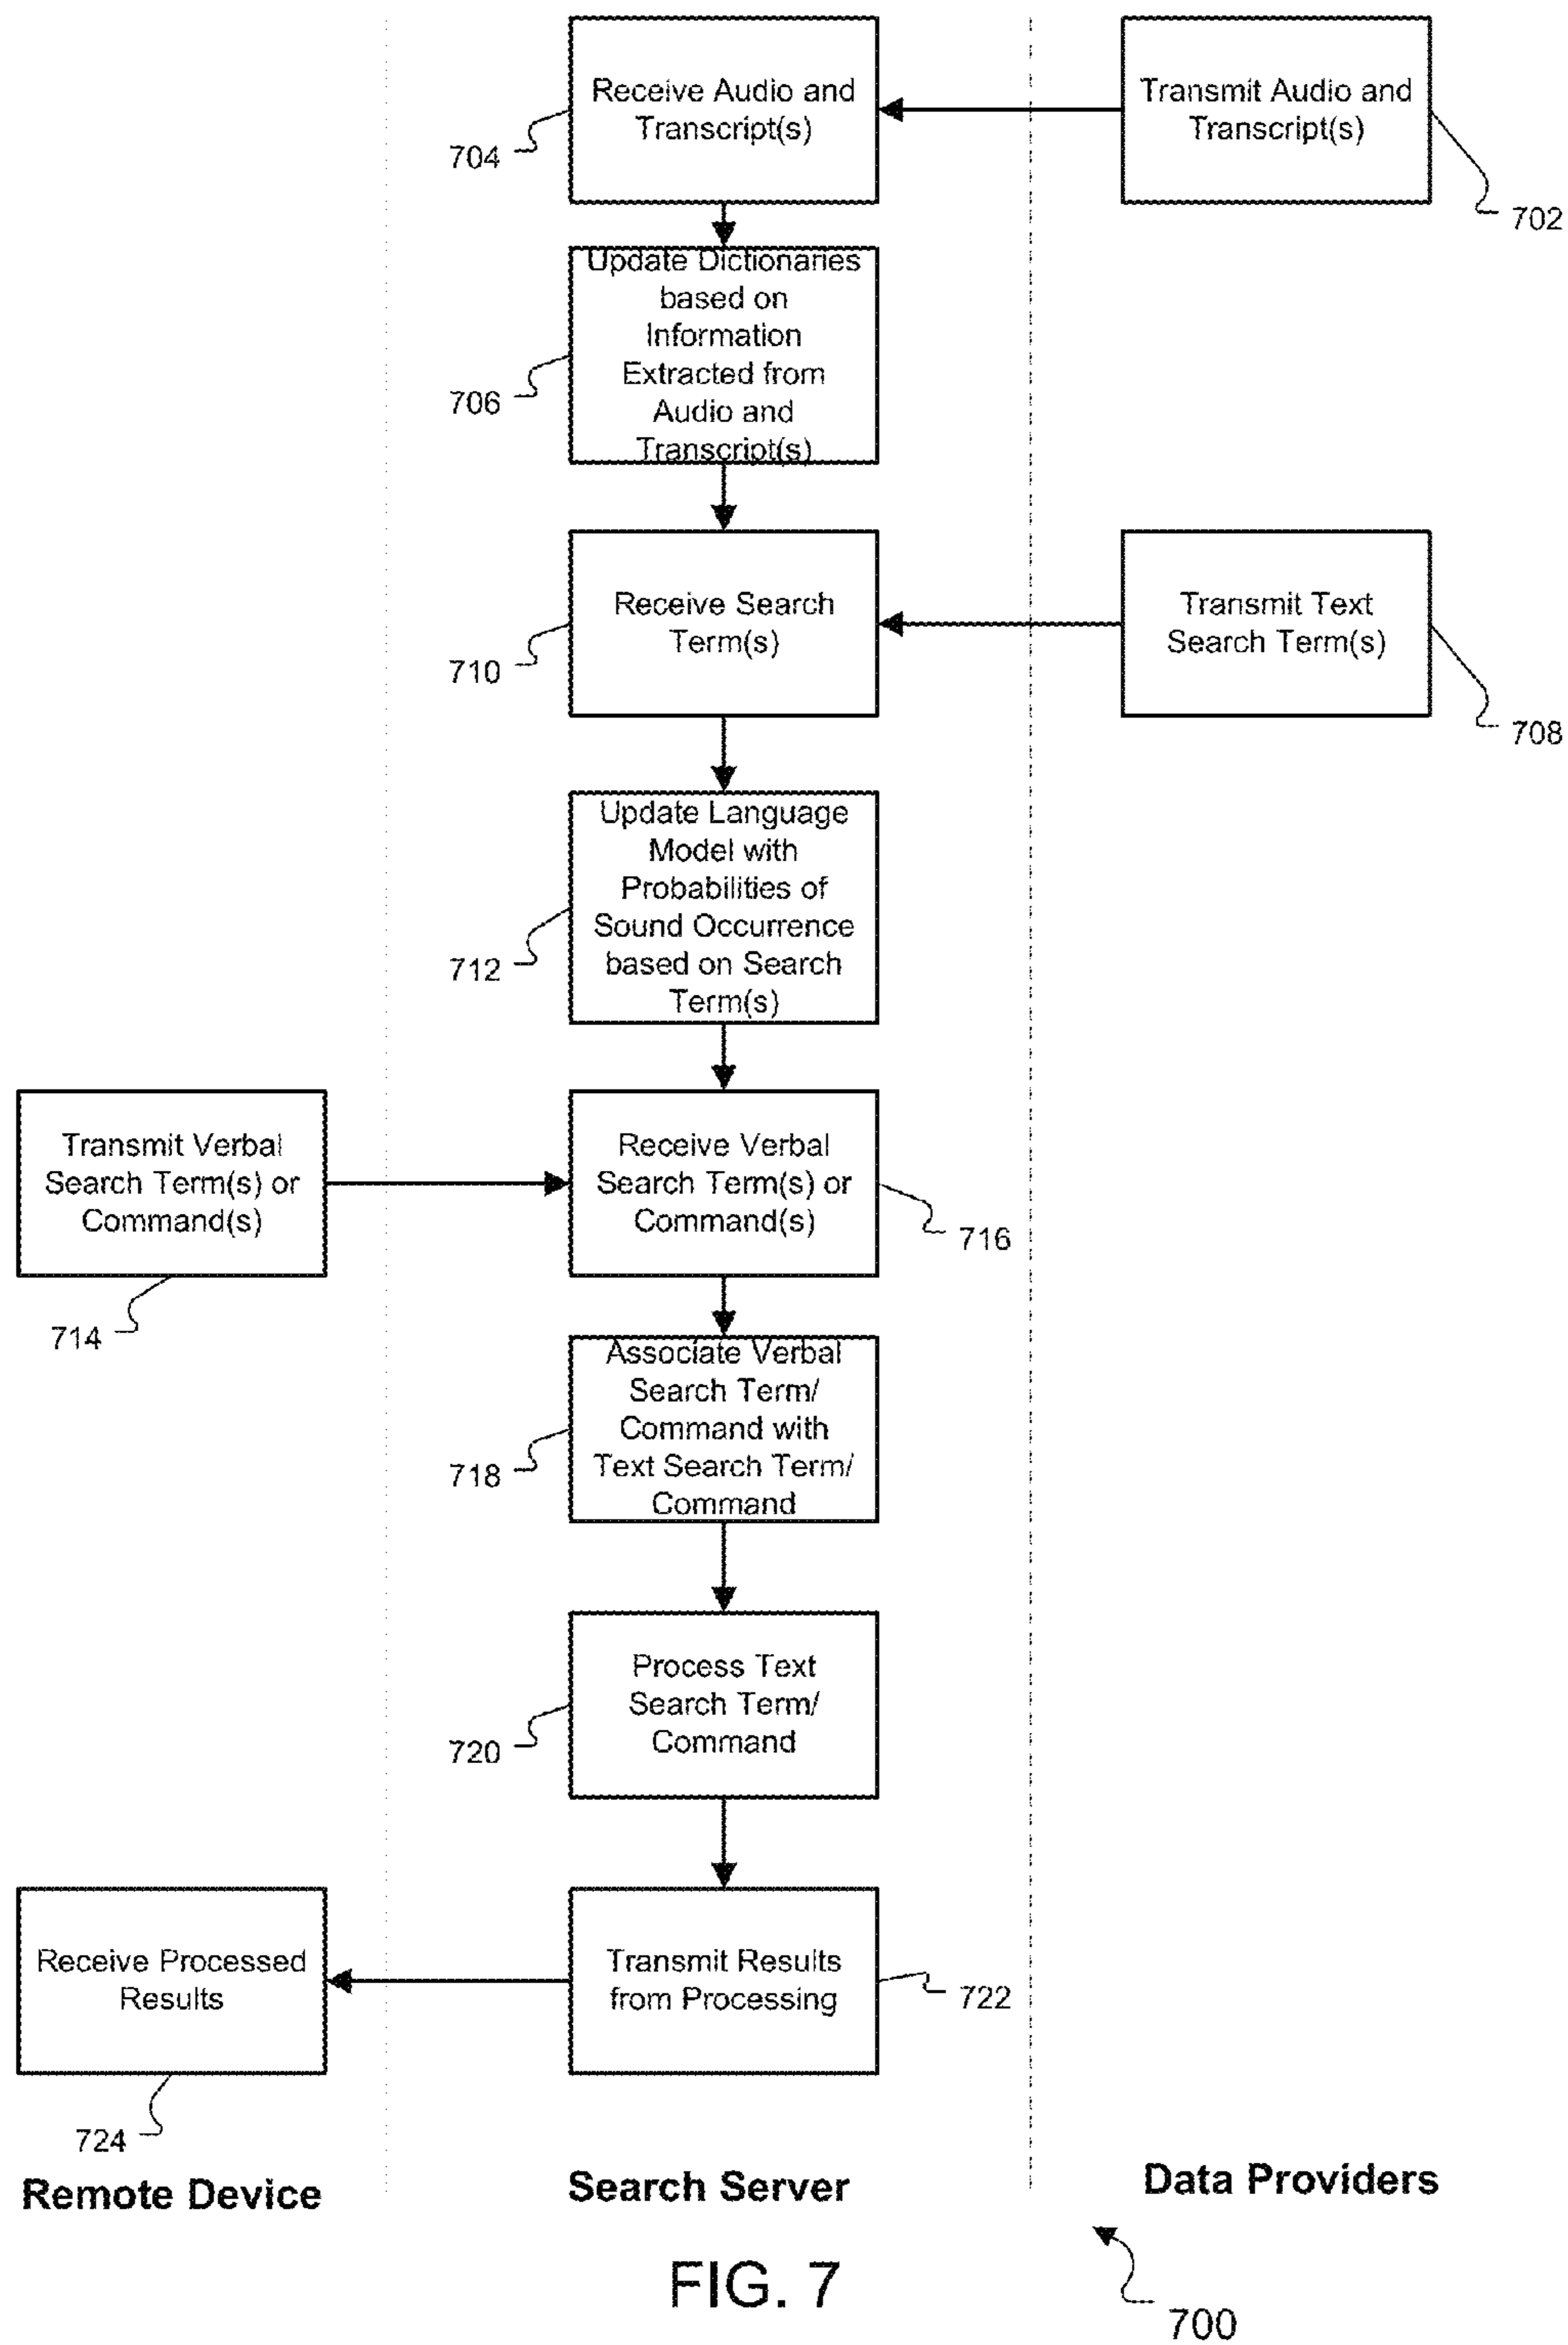 Receive Audio and
Transcript(s)
704
Transmit Audio and
Transcript(s)
702
Update Dictionaries
based on
Information
Extracted from
Audio and
Transcript(s)
706
Receive Search
Term(s)
710
Transmit Text
Search Term(s)
708
Update Language
Model with
Probabilities of
Sound Occurrence
based on Search
Term(s)
712
Transmit Verbal
Search Term(s) or
Command(s)
714
Receive Verbal
Search Term(s) or
Command(s)
716
Associate Verbal
Search Term/
Command with
Text Search Term/
Command
718
Process Text
Search Term/
Command
720
Receive Processed
Results
724
Transmit Results
from Processing
722
Remote Device
Search Server
Data Providers
FIG. 7
700